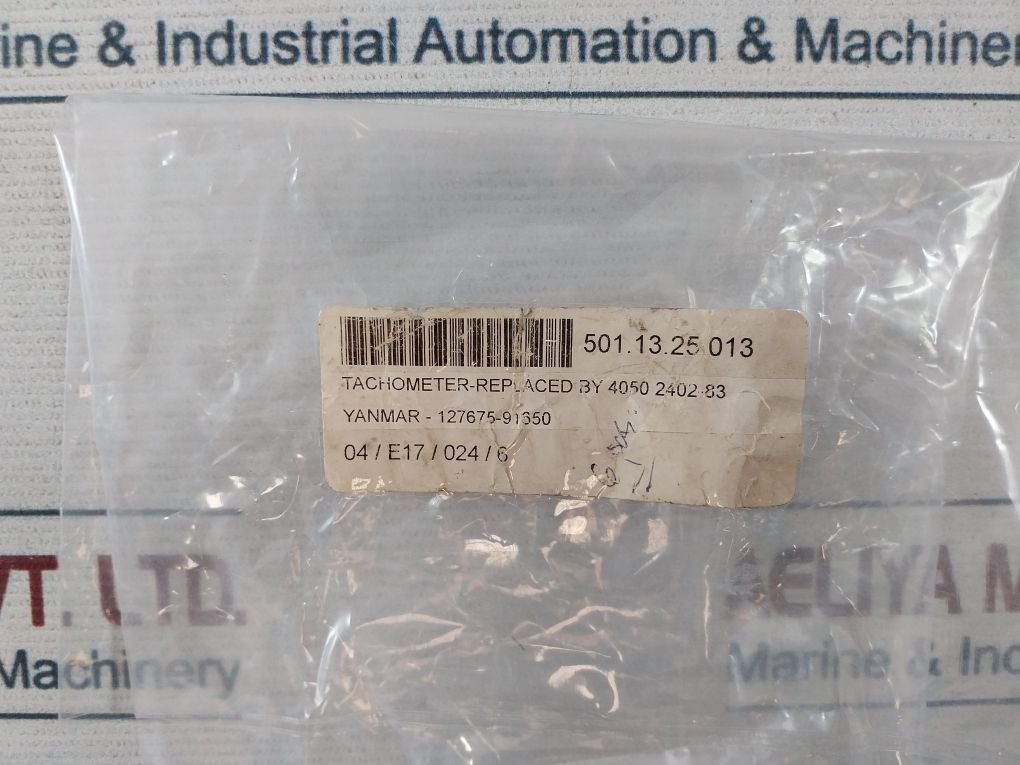 ine & Industrial Automation & Machiner
501.13.25.013
TACHOMETER-REPLACED BY 4050 2402-83
YANMAR - 127675-91650
04 / E17 / 024 / 6
VT. LTD.
AELIYA M
Machinery
Marine & Ind